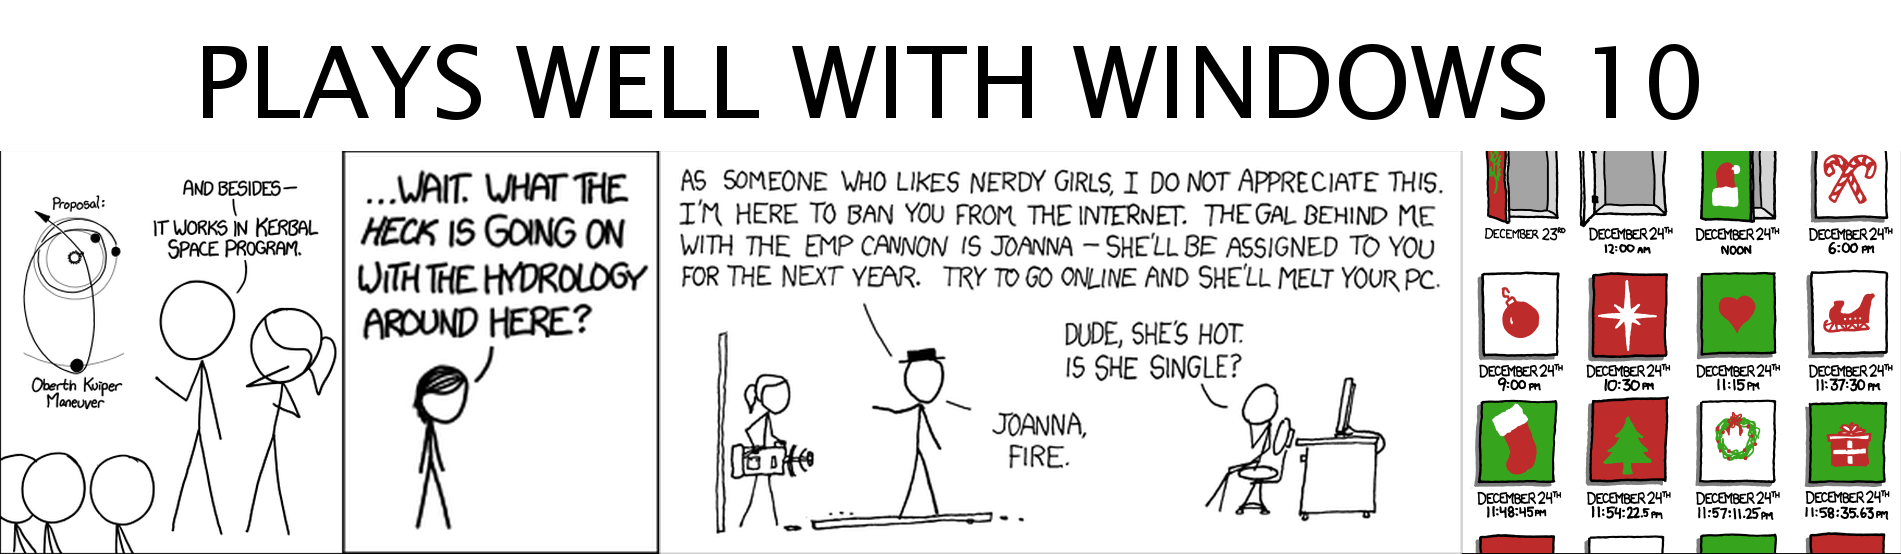 PLAYS WELL WITH WINDOWS 10
Proposal:
Oberth Kuiper
Maneuver
AND BESIDES—
IT WORKS IN KERBAL
SPACE PROGRAM.
...WAIT. WHAT THE
HECK IS GOING ON
WITH THE HYDROLOGY
AROUND HERE?
AS SOMEONE WHO LIKES NERDY GIRLS, I DO NOT APPRECIATE THIS.
I'M HERE TO BAN YOU FROM THE INTERNET. THE GAL BEHIND ME
WITH THE EMP CANNON IS JOANNA — SHE'LL BE ASSIGNED TO YOU
FOR THE NEXT YEAR. TRY TO GO ONLINE AND SHE'LL MELT YOUR PC.
DUDE, SHE'S HOT.
IS SHE SINGLE?
JOANNA,
FIRE.
DECEMBER 23RD
DECEMBER 24TH
12:00 AM
DECEMBER 24TH
NOON
DECEMBER 24TH
6:00 PM
DECEMBER 24TH
9:00 PM
DECEMBER 24TH
10:30 PM
DECEMBER 24TH
11:15 PM
DECEMBER 24TH
11:37:30 PM
DECEMBER 24TH
11:48:45 PM
DECEMBER 24TH
11:54:22.5 PM
DECEMBER 24TH
11:57:11.25 PM
DECEMBER 24TH
11:58:35.63 PM